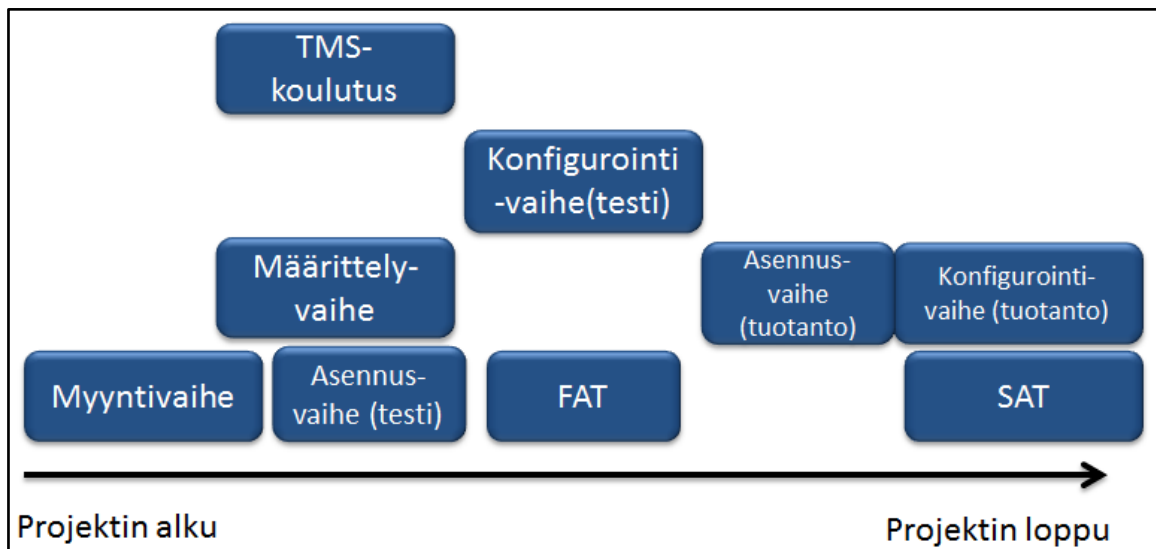 TMS-
koulutus
Konfigurointi
-vaihe(testi)
Määrittely-
vaihe
Asennus-
vaihe
(tuotanto)
Konfigurointi-
vaihe (tuotanto)
Myyntivaihe
Asennus-
vaihe (testi)
FAT
SAT
Projektin alku
Projektin loppu